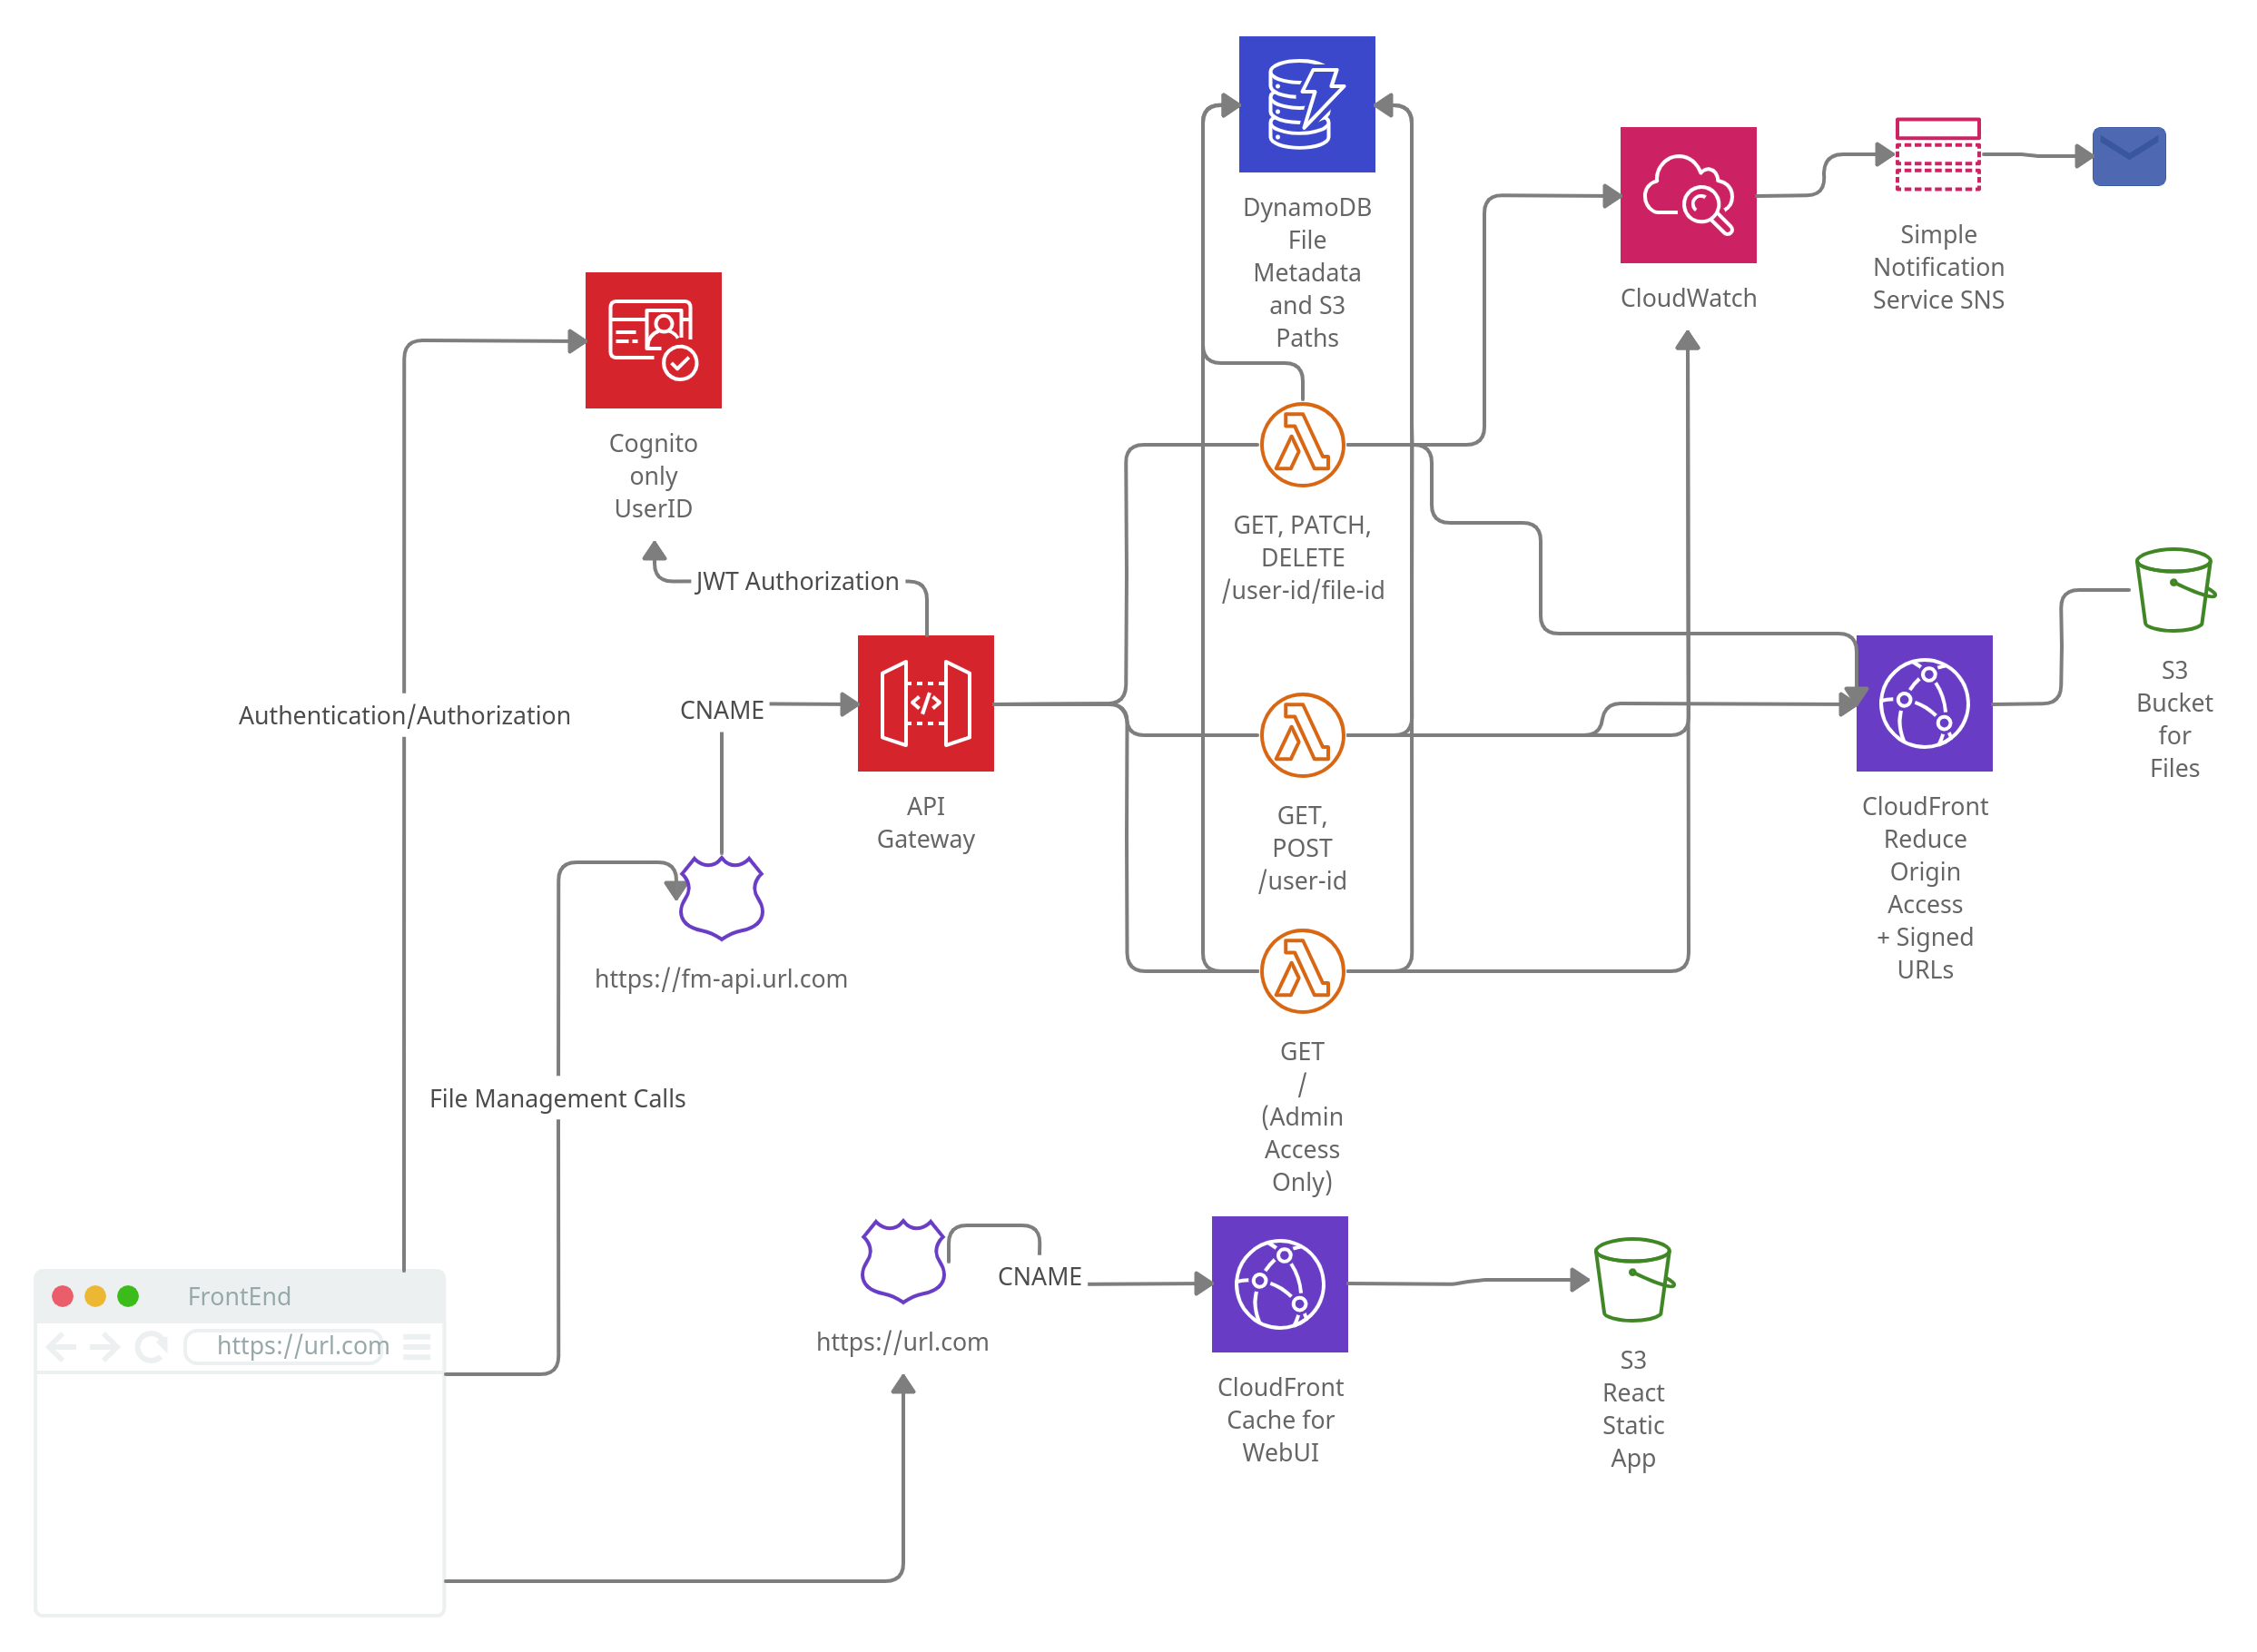 DynamoDB
File
Metadata
and S3
Paths
CloudWatch
Simple
Notification
Service SNS
Cognito
only
UserID
JWT Authorization
GET, PATCH,
DELETE
/user-id/file-id
Authentication/Authorization
CNAME
API
Gateway
GET,
POST
/user-id
S3
Bucket
for
Files
CloudFront
Reduce
Origin
Access
+ Signed
URLs
https://fm-api.url.com
File Management Calls
GET
/
(Admin
Access
Only)
FrontEnd
https://url.com
https://url.com
CNAME
CloudFront
Cache for
WebUI
S3
React
Static
App